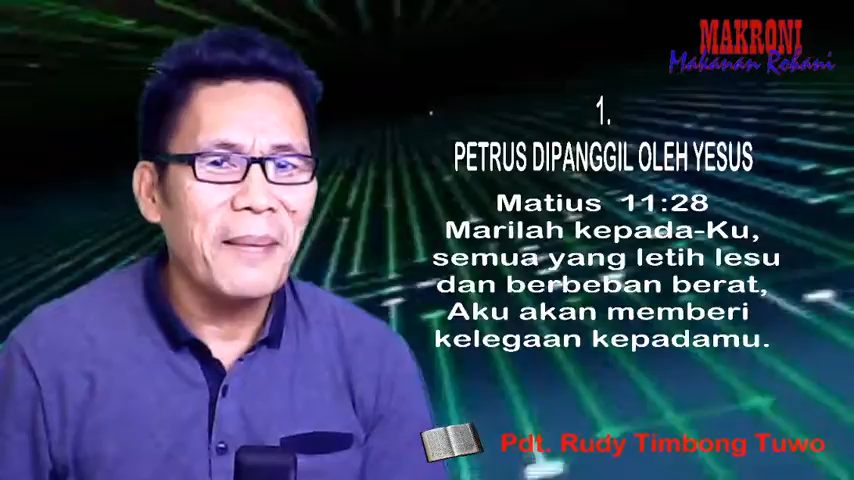 MAKRONI
Makanan Rohani
1.
PETRUS DIPANGGIL OLEH YESUS
Matius 11:28
Marilah kepada-Ku,
semua yang letih lesu
dan berbeban berat,
Aku akan memberi
kelegaan kepadamu.
Pdt. Rudy Timbong Tuwo